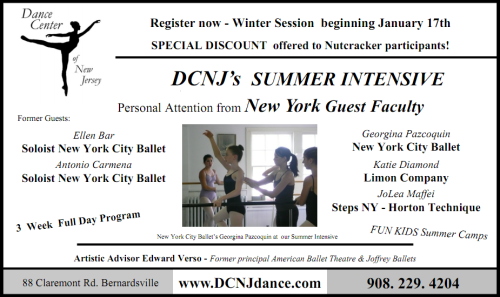 Dance
Center
of
New
Jersey
Register now - Winter Session beginning January 17th
SPECIAL DISCOUNT offered to Nutcracker participants!
DCNJ's SUMMER INTENSIVE
Personal Attention from New York Guest Faculty
Former Guests:
Ellen Bar
Soloist New York City Ballet
Antonio Carmena
Soloist New York City Ballet
3 Week Full Day Program
Georgina Pazcoquin
New York City Ballet
Katie Diamond
Limon Company
JoLea Maffei
Steps NY - Horton Technique
FUN KIDS Summer Camps
New York City Ballet's Georgina Pazcoquin at our Summer Intensive
Artistic Advisor Edward Verso - Former principal American Ballet Theatre & Joffrey Ballets
88 Claremont Rd. Bernardsville
www.DCNJdance.com
908. 229. 4204